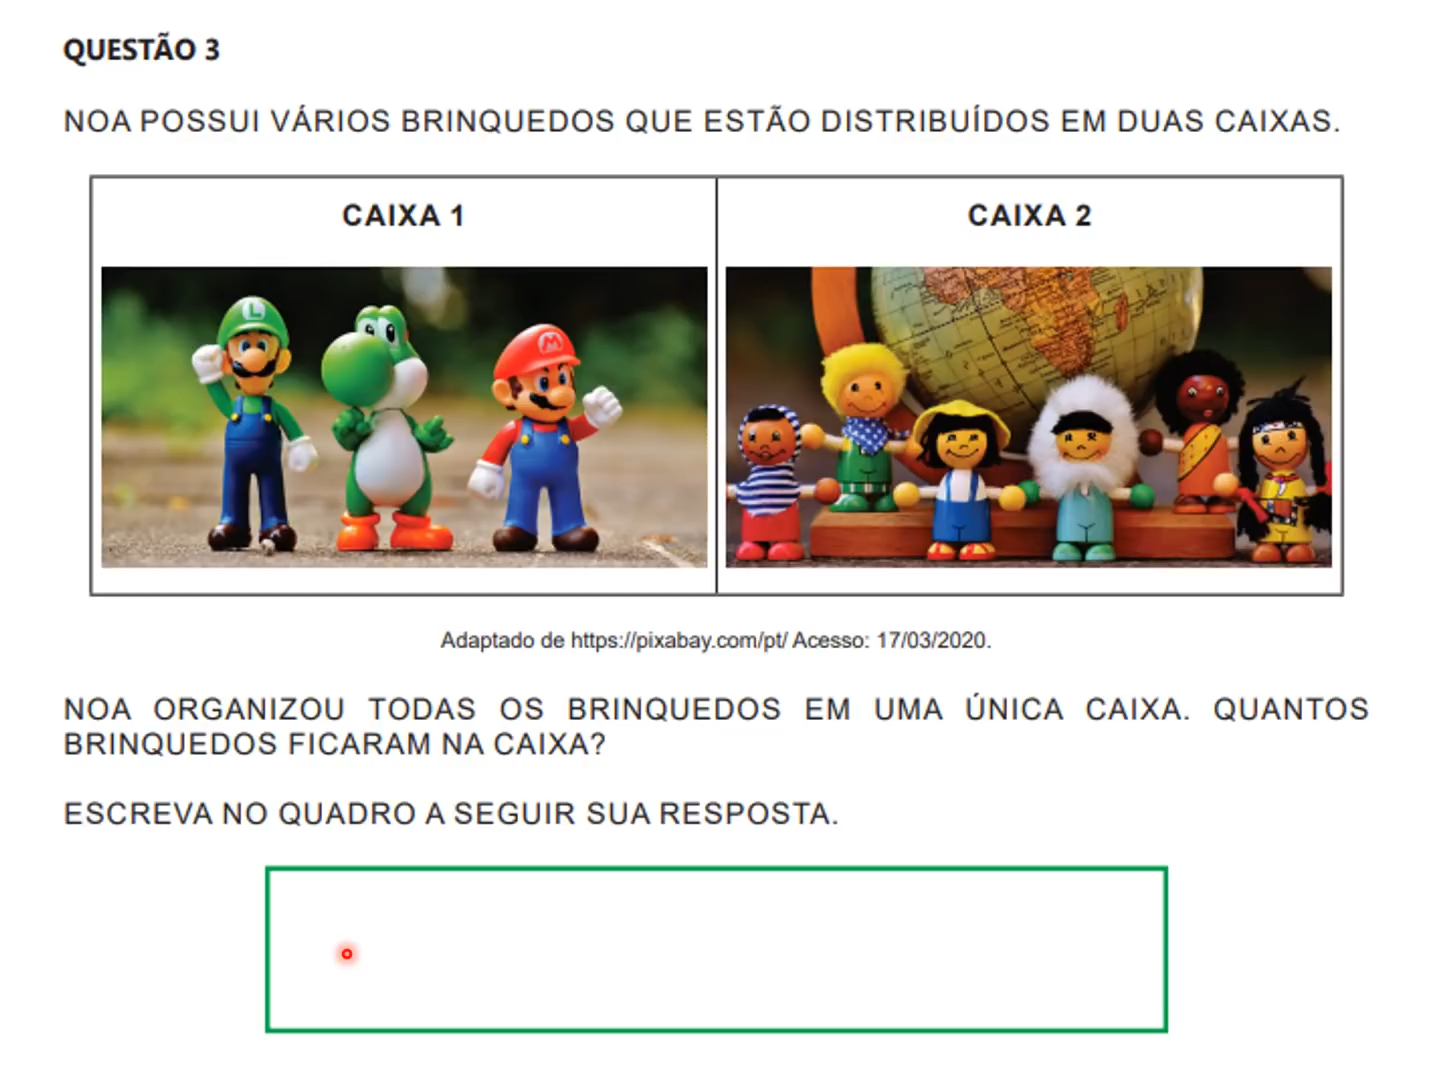 QUESTÃO 3
NOA POSSUI VÁRIOS BRINQUEDOS QUE ESTÃO DISTRIBUÍDOS EM DUAS CAIXAS.
CAIXA 1
CAIXA 2
L
M
Adaptado de https://pixabay.com/pt/ Acesso: 17/03/2020.
NOA ORGANIZOU TODAS OS BRINQUEDOS EM UMA ÚNICA CAIXA. QUANTOS
BRINQUEDOS FICARAM NA CAIXA?
ESCREVA NO QUADRO A SEGUIR SUA RESPOSTA.